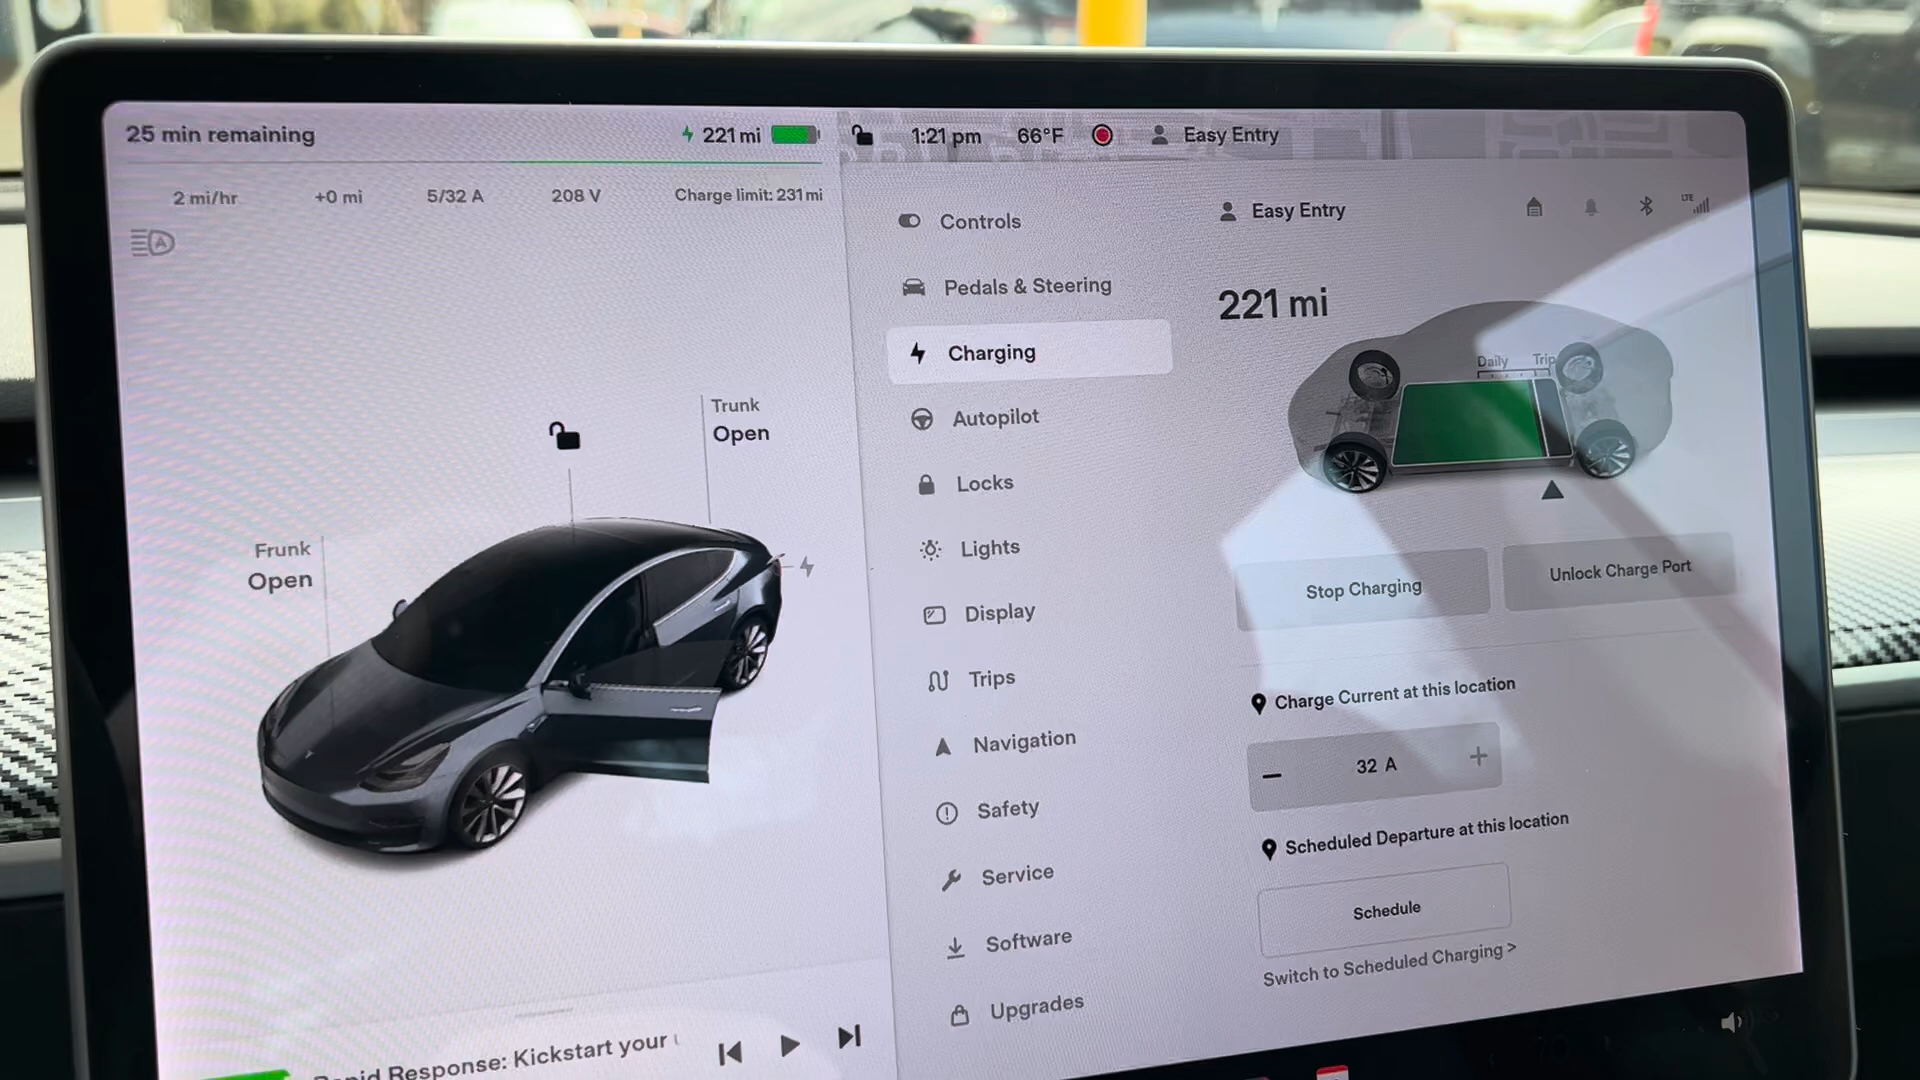 25 min remaining
221 mi
1:21 pm
66°F
Easy Entry
2 mi/hr
+0 mi
5/32 A
208 V
Charge limit: 231 mi
Trunk
Open
Frunk
Open
Controls
Pedals & Steering
Charging
Autopilot
Locks
Lights
Display
Trips
Navigation
Safety
Service
Software
Upgrades
Easy Entry
LTE
221 mi
Daily
Trip
Stop Charging
Unlock Charge Port
Charge Current at this location
32 A
Scheduled Departure at this location
Schedule
Switch to Scheduled Charging >
Rapid Response: Kickstart your